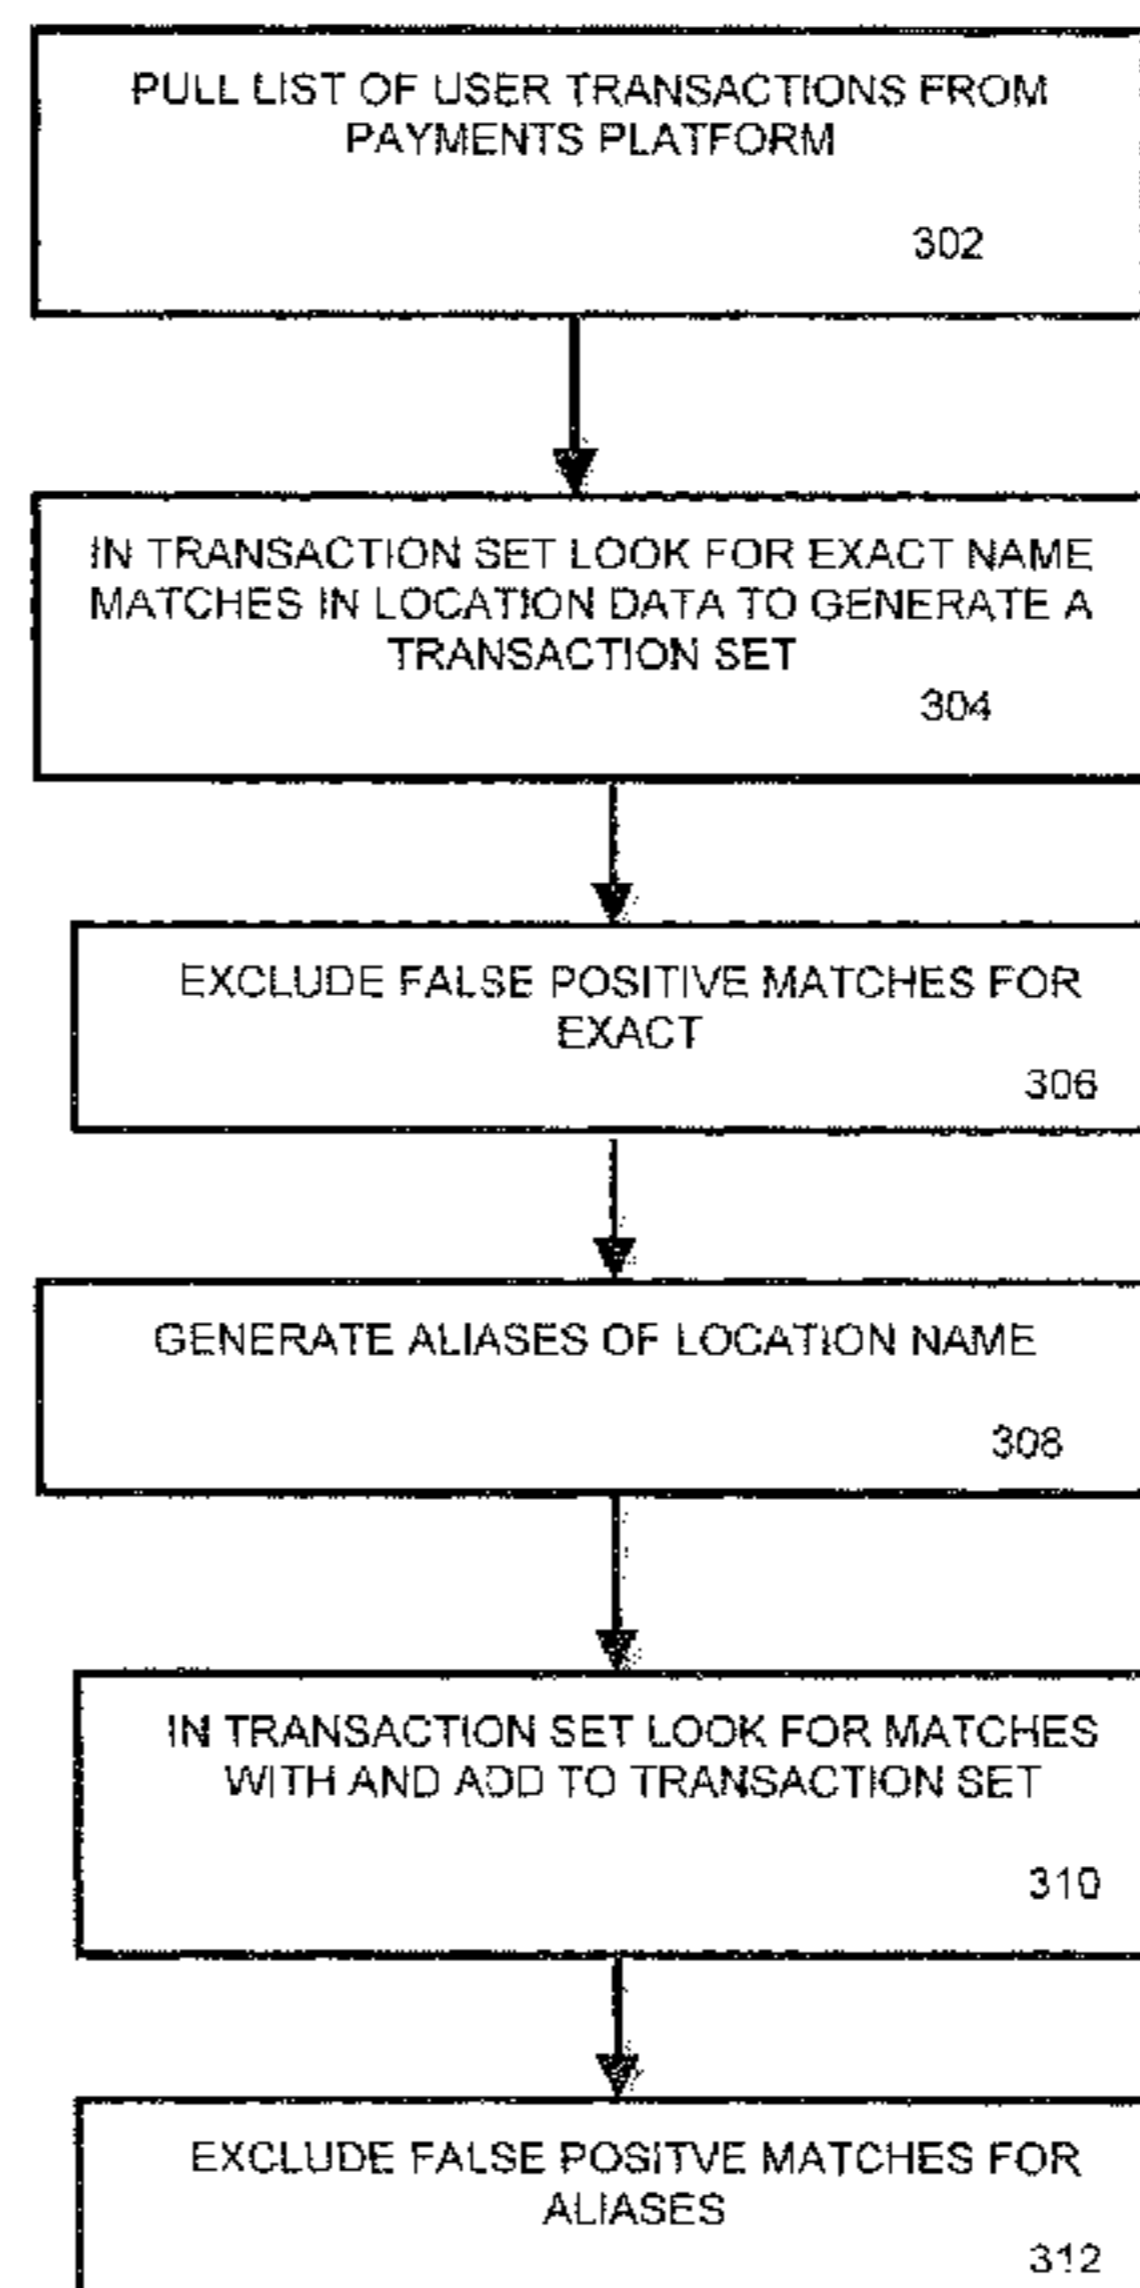 PULL LIST OF USER TRANSACTIONS FROM
PAYMENTS PLATFORM
302
IN TRANSACTION SET LOOK FOR EXACT NAME
MATCHES IN LOCATION DATA TO GENERATE A
TRANSACTION SET
304
EXCLUDE FALSE POSITIVE MATCHES FOR
EXACT
306
GENERATE ALIASES OF LOCATION NAME
308
IN TRANSACTION SET LOOK FOR MATCHES
WITH AND ADD TO TRANSACTION SET
310
EXCLUDE FALSE POSITVE MATCHES FOR
ALIASES
312